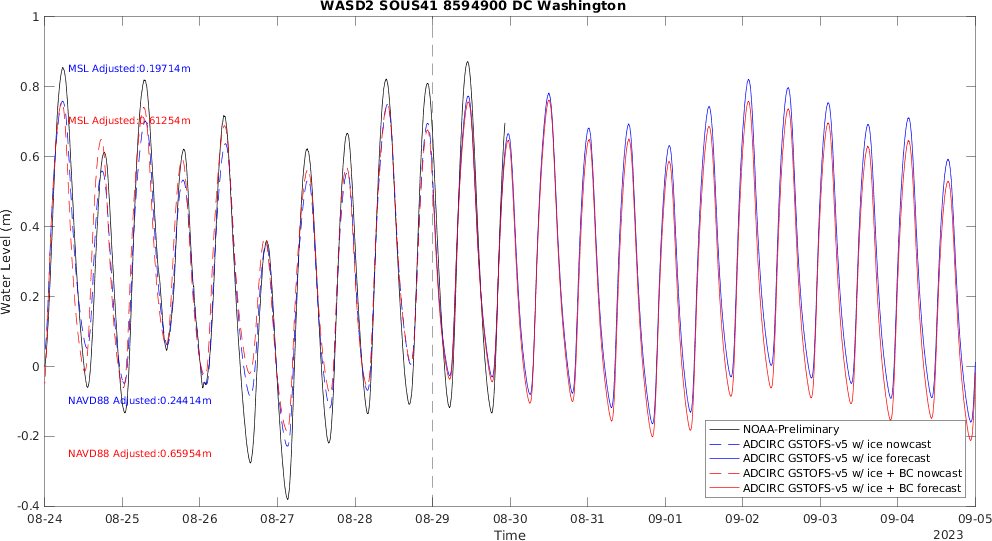 WASD2 SOUS41 8594900 DC Washington
1
0.8
0.6
0.4
0.2
0
-0.2
-0.4
Water Level (m)
MSL Adjusted:0.19714m
MSL Adjusted:0.61254m
NAVD88 Adjusted:0.24414m
NAVD88 Adjusted:0.65954m
NOAA-Preliminary
ADCIRC GSTOFS-v5 w/ ice nowcast
ADCIRC GSTOFS-v5 w/ ice forecast
ADCIRC GSTOFS-v5 w/ ice + BC nowcast
ADCIRC GSTOFS-v5 w/ ice + BC forecast
08-24 08-25 08-26 08-27 08-28 08-29 08-30 08-31 09-01 09-02 09-03 09-04 09-05
Time
2023